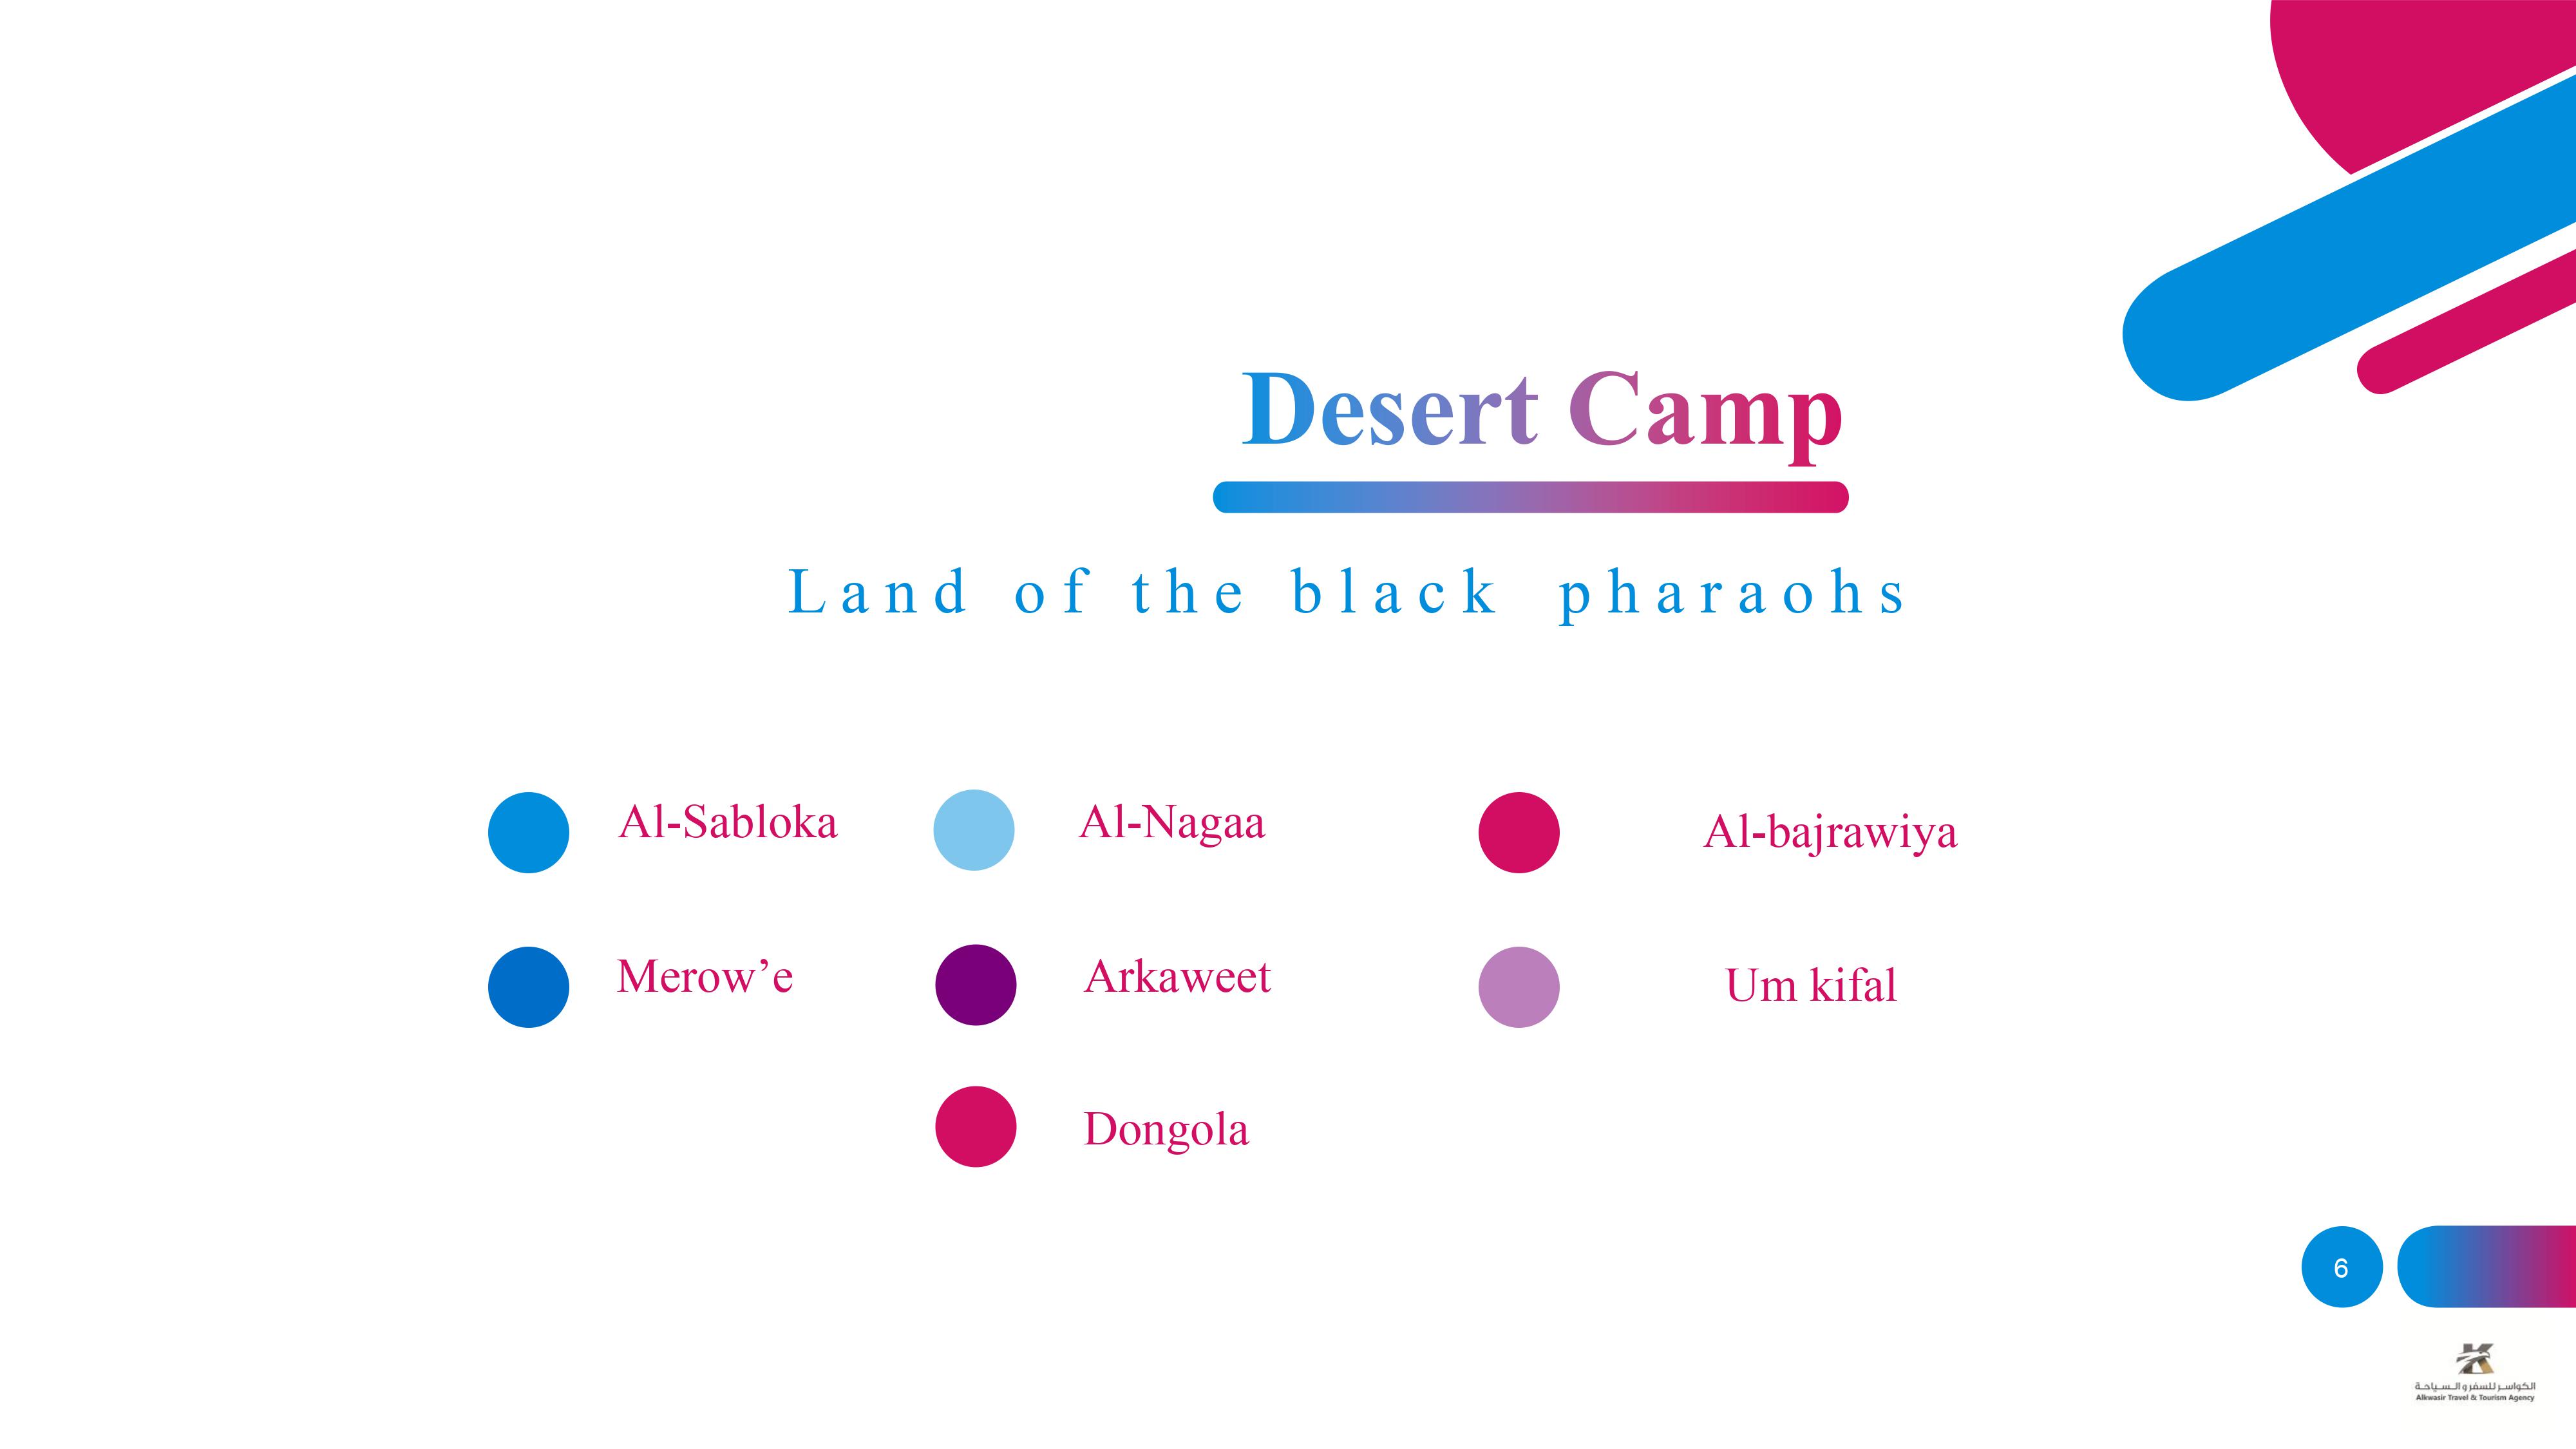 Desert Camp
Land of the black pharaohs
Al-Sabloka
Al-Nagaa
Al-bajrawiya
Merow’e
Arkaweet
Um kifal
Dongola
6
الكواسر للسفر و السياحة
Alkwasir Travel & Tourism Agency